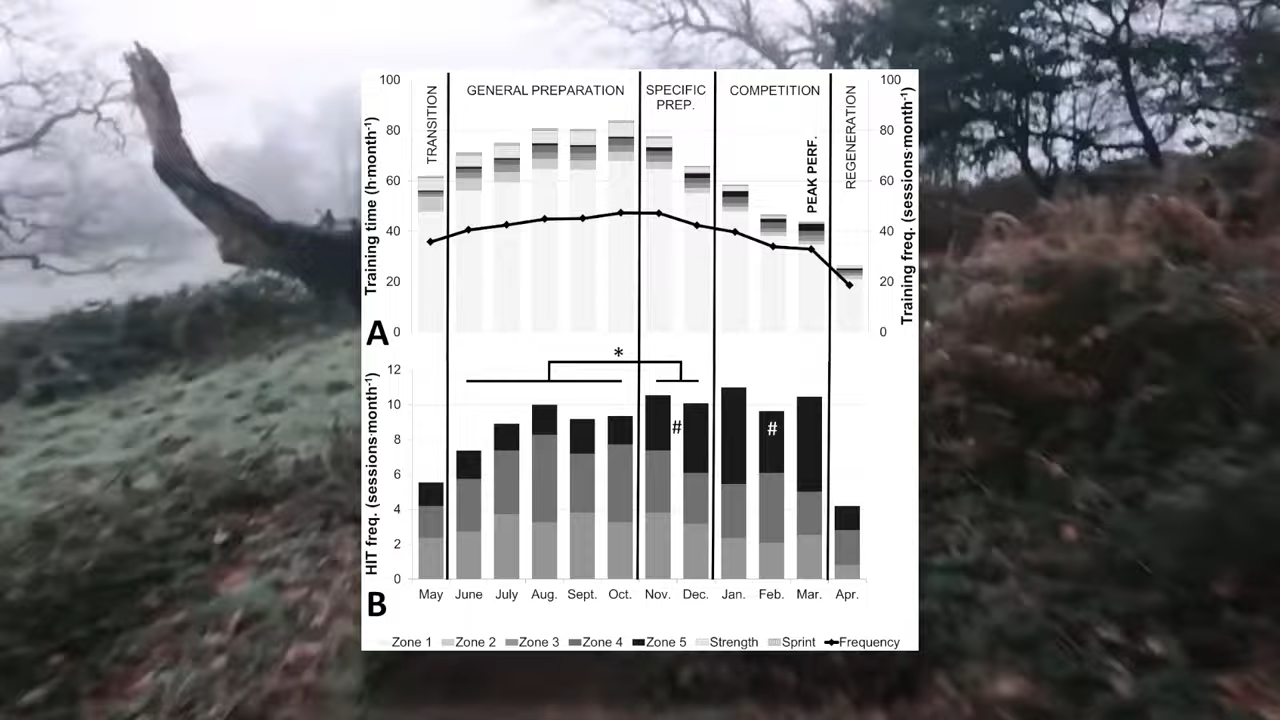 100
80
60
40
20
0
Training time (h·month⁻¹)
TRANSITION
GENERAL PREPARATION
SPECIFIC
PREP.
COMPETITION
PEAK PERF.
REGENERATION
100
80
60
40
20
0
Training freq. (sessions·month⁻¹)
A
*
12
10
8
6
4
2
0
HIT freq. (sessions·month⁻¹)
#
#
May June July Aug. Sept. Oct. Nov. Dec. Jan. Feb. Mar. Apr.
B
Zone 1 Zone 2 Zone 3 Zone 4 Zone 5 Strength Sprint Frequency